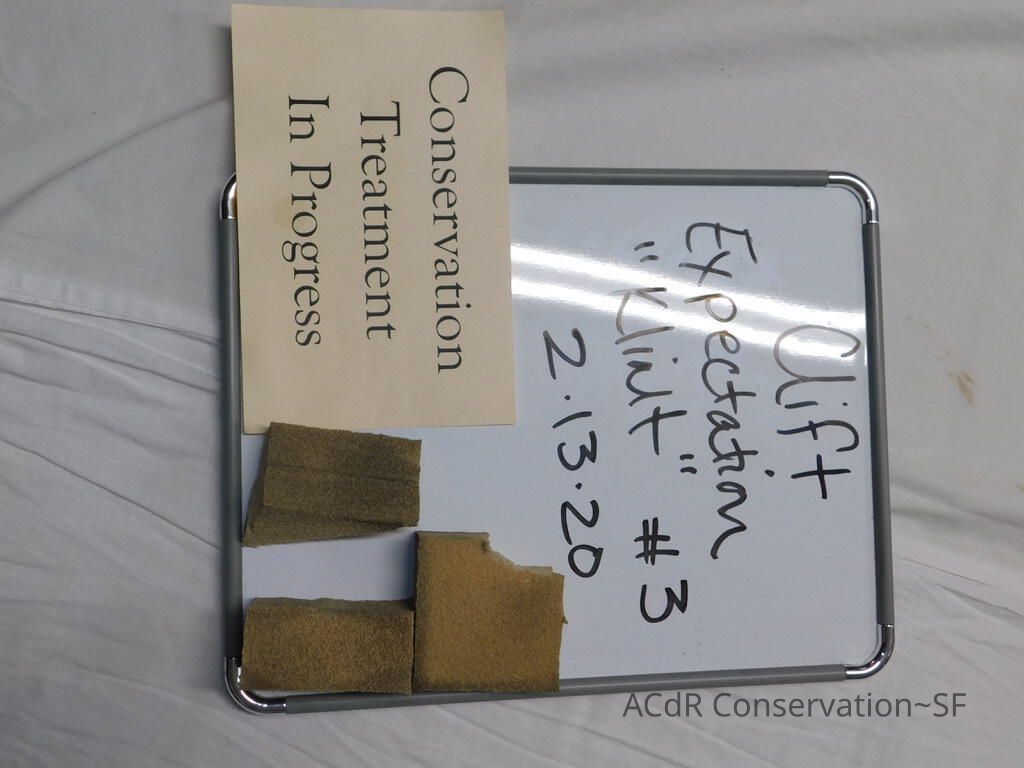 Conservation
Treatment
In Progress
Clift
Expectation
"Klimt" #3
2.13.20
ACdR Conservation~SF